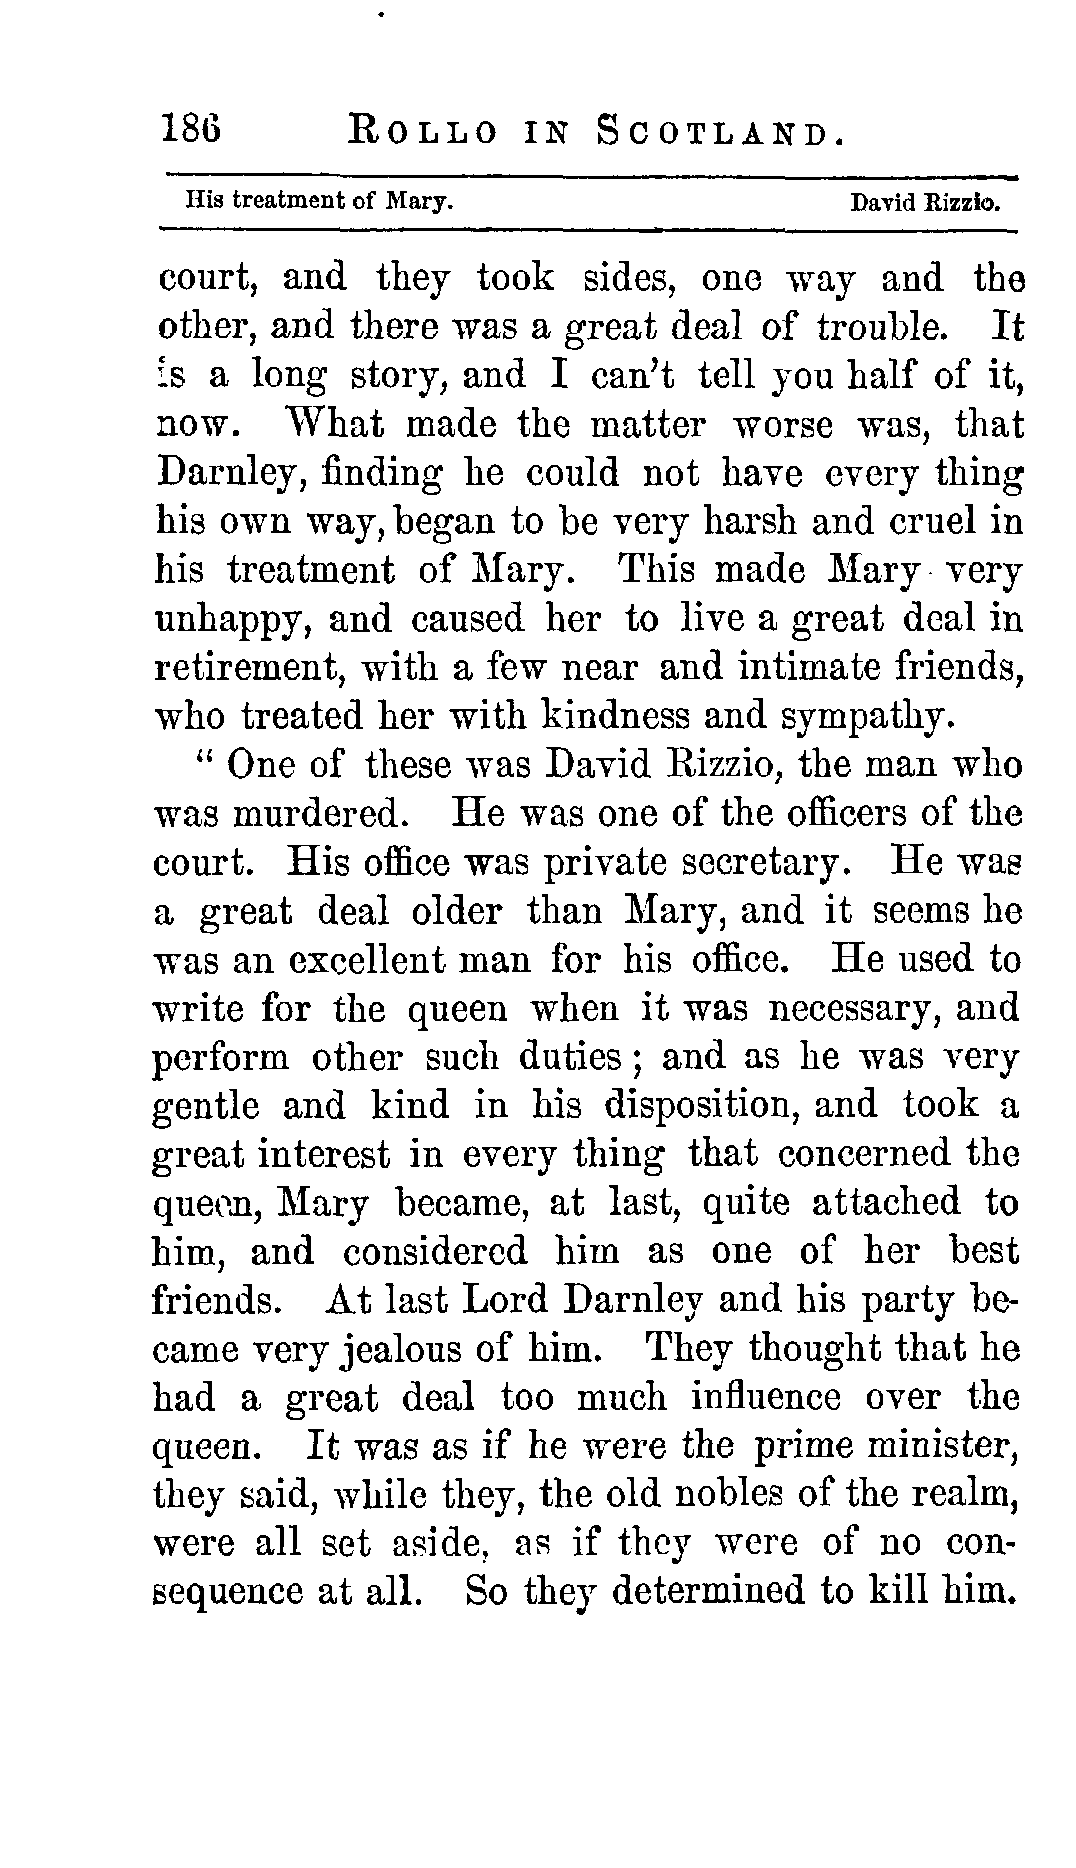 186 ROLLO IN SCOTLAND.
His treatment of Mary. David Rizzio.
court, and they took sides, one way and the
other, and there was a great deal of trouble. It
is a long story, and I can't tell you half of it,
now. What made the matter worse was, that
Darnley, finding he could not have every thing
his own way, began to be very harsh and cruel in
his treatment of Mary. This made Mary very
unhappy, and caused her to live a great deal in
retirement, with a few near and intimate friends,
who treated her with kindness and sympathy.
"One of these was David Rizzio, the man who
was murdered. He was one of the officers of the
court. His office was private secretary. He was
a great deal older than Mary, and it seems he
was an excellent man for his office. He used to
write for the queen when it was necessary, and
perform other such duties; and as he was very
gentle and kind in his disposition, and took a
great interest in every thing that concerned the
queen, Mary became, at last, quite attached to
him, and considered him as one of her best
friends. At last Lord Darnley and his party be-
came very jealous of him. They thought that he
had a great deal too much influence over the
queen. It was as if he were the prime minister,
they said, while they, the old nobles of the realm,
were all set aside, as if they were of no con-
sequence at all. So they determined to kill him.